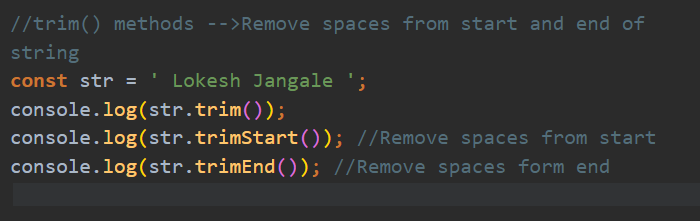 //trim() methods -->Remove spaces from start and end of
string
const str = ' Lokesh Jangale ';
console.log(str.trim());
console.log(str.trimStart()); //Remove spaces from start
console.log(str.trimEnd()); //Remove spaces form end